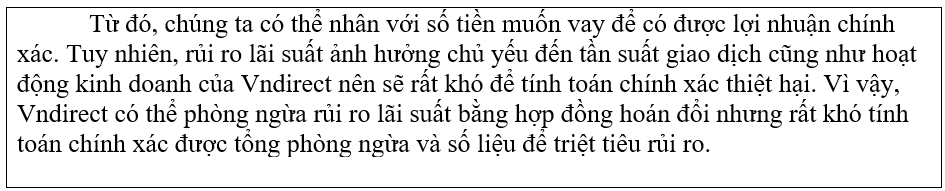 Từ đó, chúng ta có thể nhân với số tiền muốn vay để có được lợi nhuận chính
xác. Tuy nhiên, rủi ro lãi suất ảnh hưởng chủ yếu đến tần suất giao dịch cũng như hoạt
động kinh doanh của Vndirect nên sẽ rất khó để tính toán chính xác thiệt hại. Vì vậy,
Vndirect có thể phòng ngừa rủi ro lãi suất bằng hợp đồng hoán đổi nhưng rất khó tính
toán chính xác được tổng phòng ngừa và số liệu để triệt tiêu rủi ro.